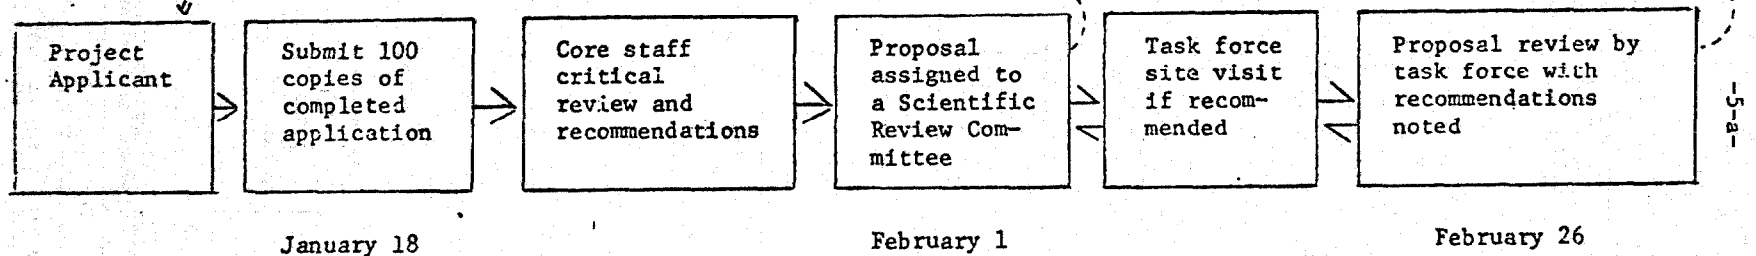 Project
Applicant
Submit 100
copies of
completed
application
Core staff
critical
review and
recommendations
Proposal
assigned to
a Scientific
Review Com-
mittee
Task force
site visit
if recom-
mended
Proposal review by
task force with
recommendations
noted
-5-a-
January 18
February 1
February 26